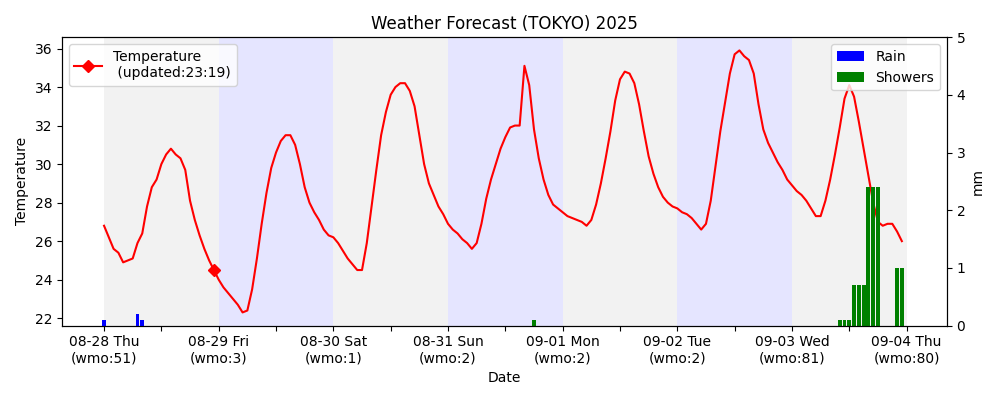 Weather Forecast (TOKYO) 2025
Temperature
(updated:23:19)
Rain
Showers
36
34
32
30
28
26
24
22
Temperature
5
4
3
2
1
0
mm
08-28 Thu
(wmo:51)
08-29 Fri
(wmo:3)
08-30 Sat
(wmo:1)
08-31 Sun
(wmo:2)
09-01 Mon
(wmo:2)
09-02 Tue
(wmo:2)
09-03 Wed
(wmo:81)
09-04 Thu
(wmo:80)
Date